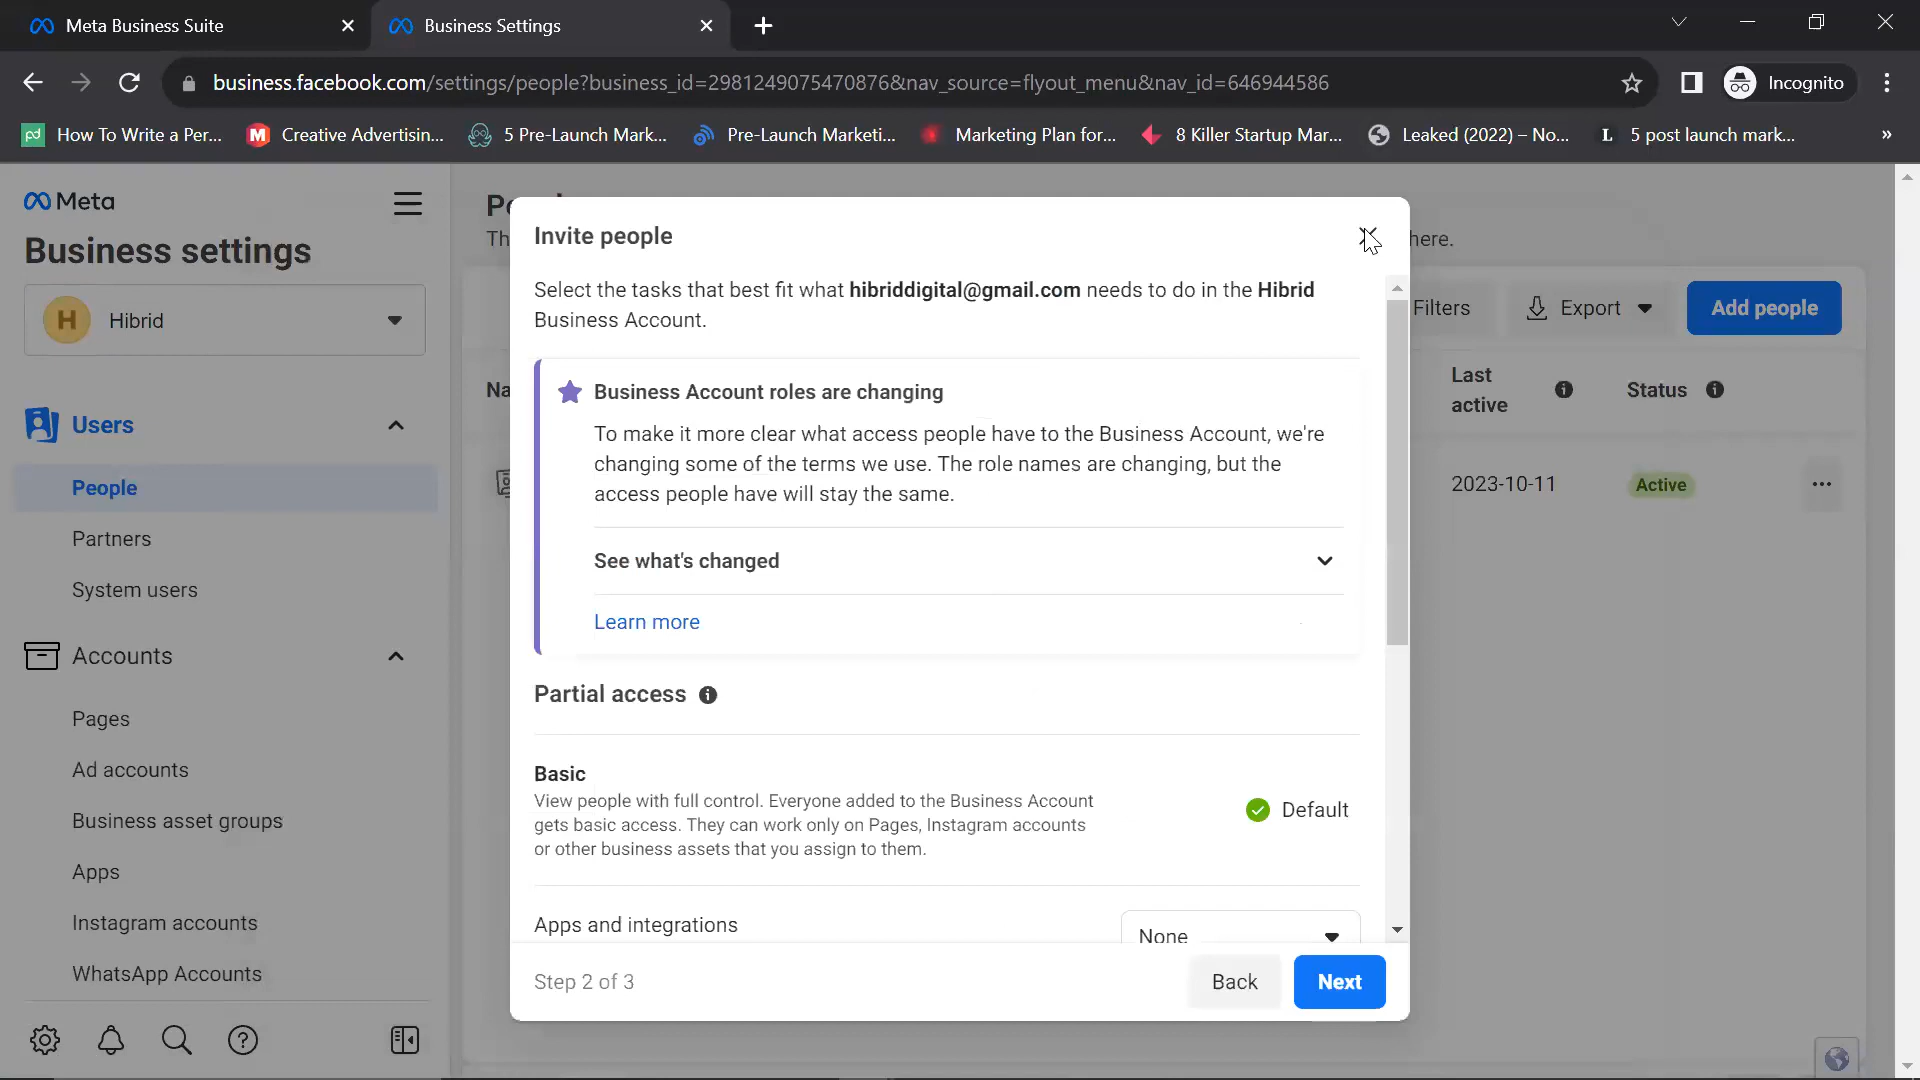 Meta Business Suite
Business Settings
business.facebook.com/settings/people?business_id=2981249075470876&nav_source=flyout_menu&nav_id=646944586
Incognito
pd How To Write a Per...
M Creative Advertisin...
5 Pre-Launch Mark...
Pre-Launch Marketi...
Marketing Plan for...
8 Killer Startup Mar...
Leaked (2022) – No...
L 5 post launch mark...
»
Meta
Business settings
H Hibrid
Users
People
Partners
System users
Accounts
Pages
Ad accounts
Business asset groups
Apps
Instagram accounts
WhatsApp Accounts
here.
Filters
Export
Add people
Last
active
Status
2023-10-11
Active
Invite people
Select the tasks that best fit what hibriddigital@gmail.com needs to do in the Hibrid
Business Account.
Business Account roles are changing
To make it more clear what access people have to the Business Account, we're
changing some of the terms we use. The role names are changing, but the
access people have will stay the same.
See what's changed
Learn more
Partial access
Basic
View people with full control. Everyone added to the Business Account
gets basic access. They can work only on Pages, Instagram accounts
or other business assets that you assign to them.
Default
Apps and integrations
None
Step 2 of 3
Back
Next